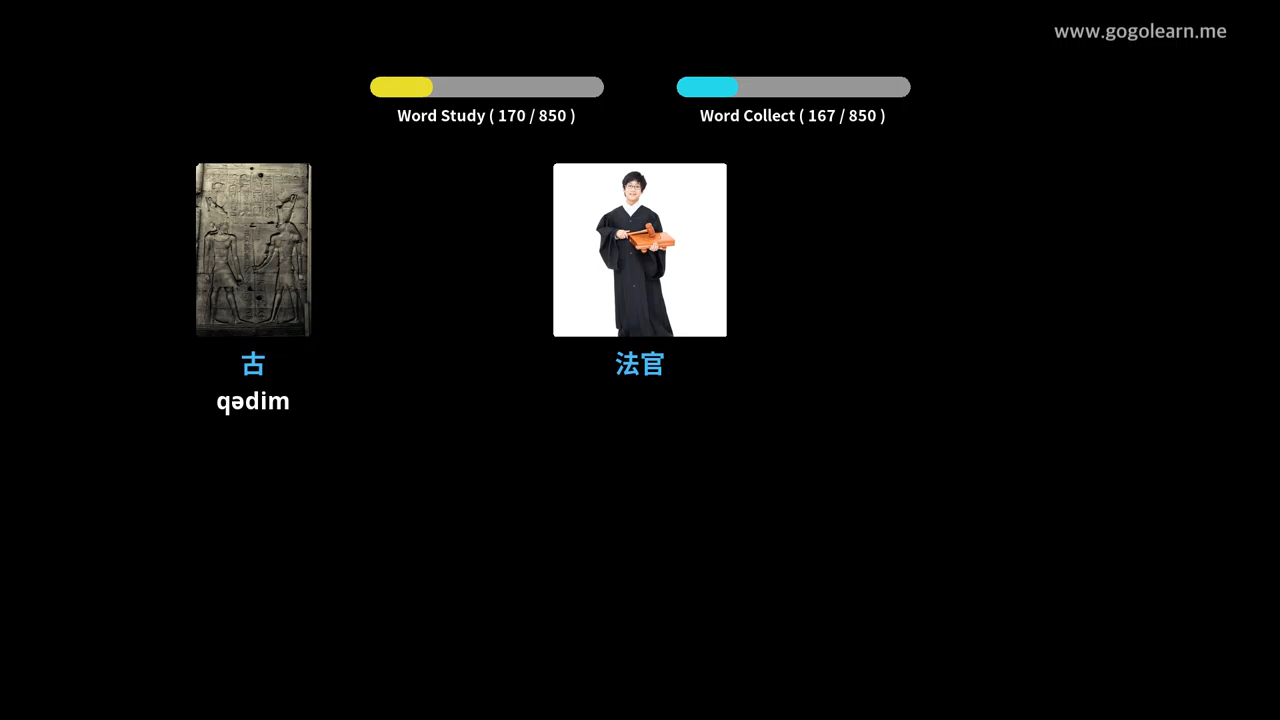 www.gogolearn.me
Word Study ( 170 / 850 )
Word Collect ( 167 / 850 )
古
qədim
法官